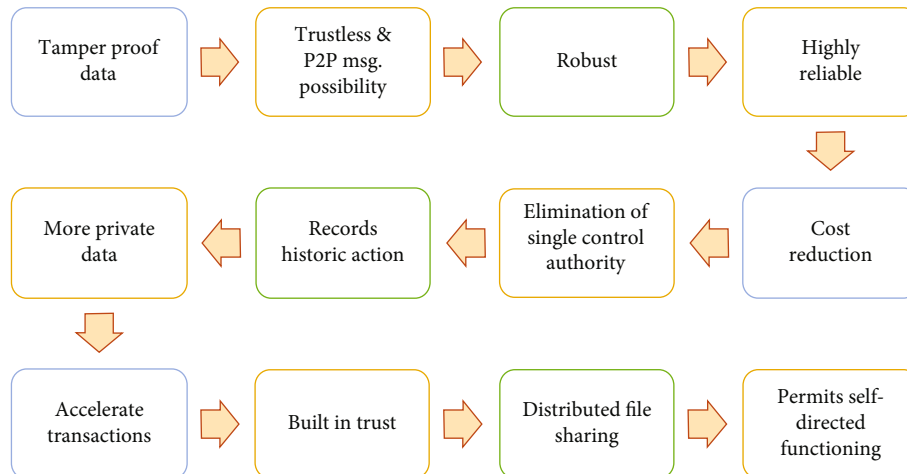 Tamper proof
data
Trustless &
P2P msg.
possibility
Robust
Highly
reliable
Cost
reduction
Elimination of
single control
authority
Records
historic action
More private
data
Accelerate
transactions
Built in trust
Distributed file
sharing
Permits self-
directed
functioning